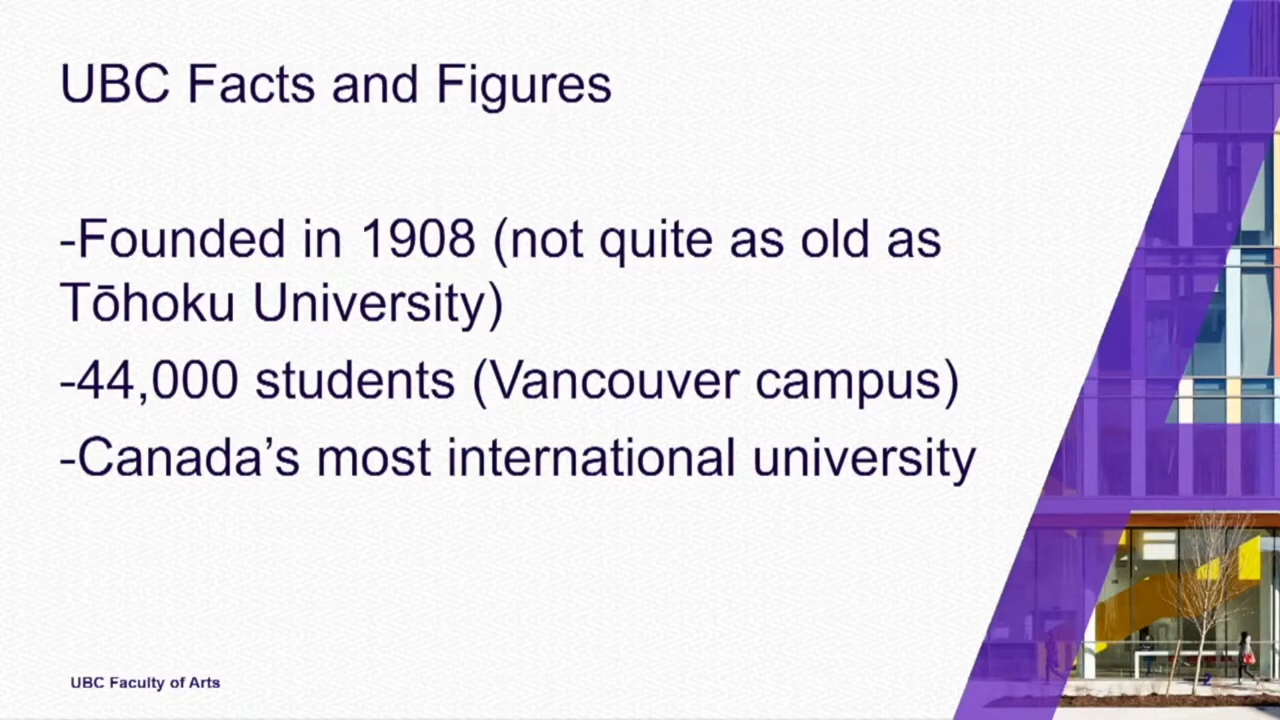 UBC Facts and Figures
-Founded in 1908 (not quite as old as
Tōhoku University)
-44,000 students (Vancouver campus)
-Canada’s most international university
UBC Faculty of Arts
2